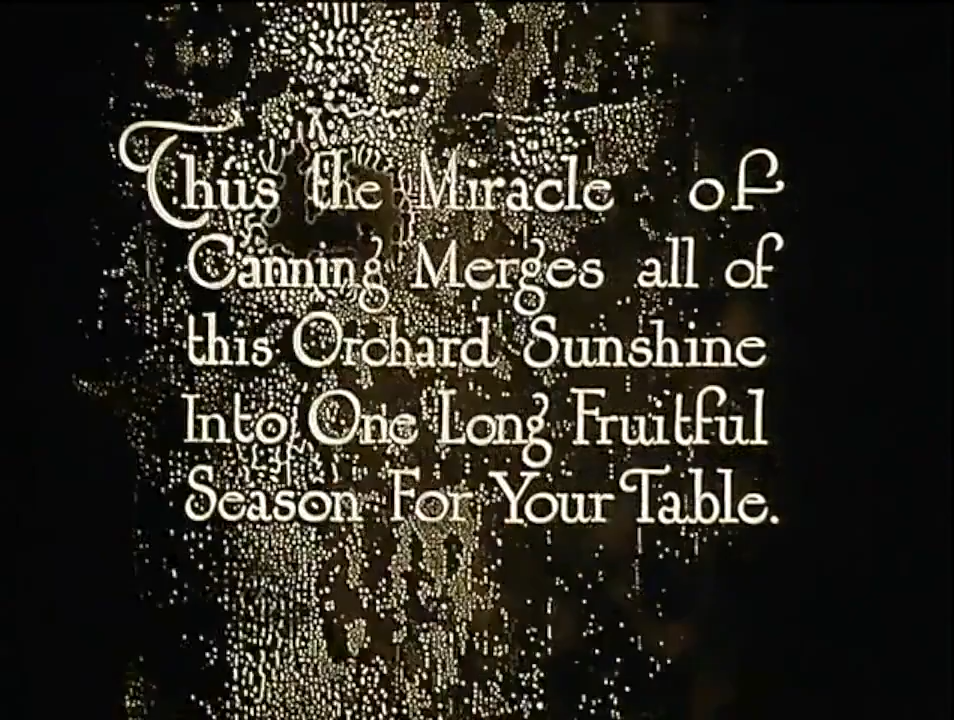 Thus the Miracle of
Canning Merges all of
this Orchard Sunshine
Into One Long Fruitful
Season For Your Table.